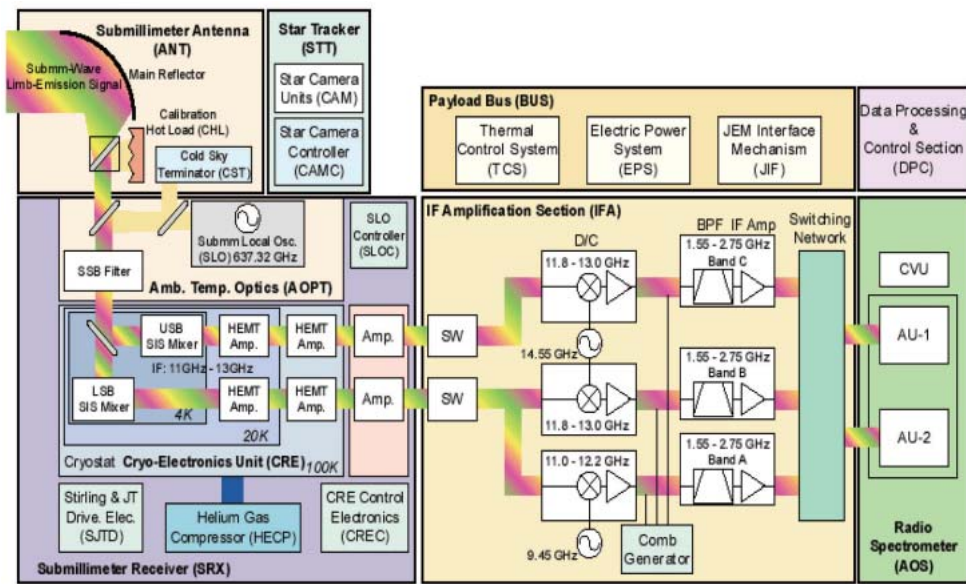 Submillimeter Antenna
(ANT)
Submm-Wave
Limb-Emission Signal
Main Reflector
Calibration
Hot Load (CHL)
Cold Sky
Terminator (CST)
Star Tracker
(STT)
Star Camera
Units (CAM)
Star Camera
Controller
(CAMC)
Payload Bus (BUS)
Thermal
Control System
(TCS)
Electric Power
System
(EPS)
JEM Interface
Mechanism
(JIF)
Data Processing
&
Control Section
(DPC)
Submm Local Osc.
(SLO) 637.32 GHz
SLO
Controller
(SLOC)
SSB Filter
Amb. Temp. Optics (AOPT)
USB
SIS Mixer
HEMT
Amp.
HEMT
Amp.
Amp.
SW
IF: 11GHz - 13GHz
LSB
SIS Mixer
HEMT
Amp.
HEMT
Amp.
Amp.
SW
4K
20K
Cryostat Cryo-Electronics Unit (CRE)
100K
Stirling & JT
Drive. Elec.
(SJTD)
Helium Gas
Compressor (HECP)
CRE Control
Electronics
(CREC)
Submillimeter Receiver (SRX)
IF Amplification Section (IFA)
D/C
BPF IF Amp
Switching
Network
11.8 - 13.0 GHz
1.55 - 2.75 GHz
Band C
14.55 GHz
11.8 - 13.0 GHz
1.55 - 2.75 GHz
Band B
11.0 - 12.2 GHz
1.55 - 2.75 GHz
Band A
9.45 GHz
Comb
Generator
CVU
AU-1
AU-2
Radio
Spectrometer
(AOS)